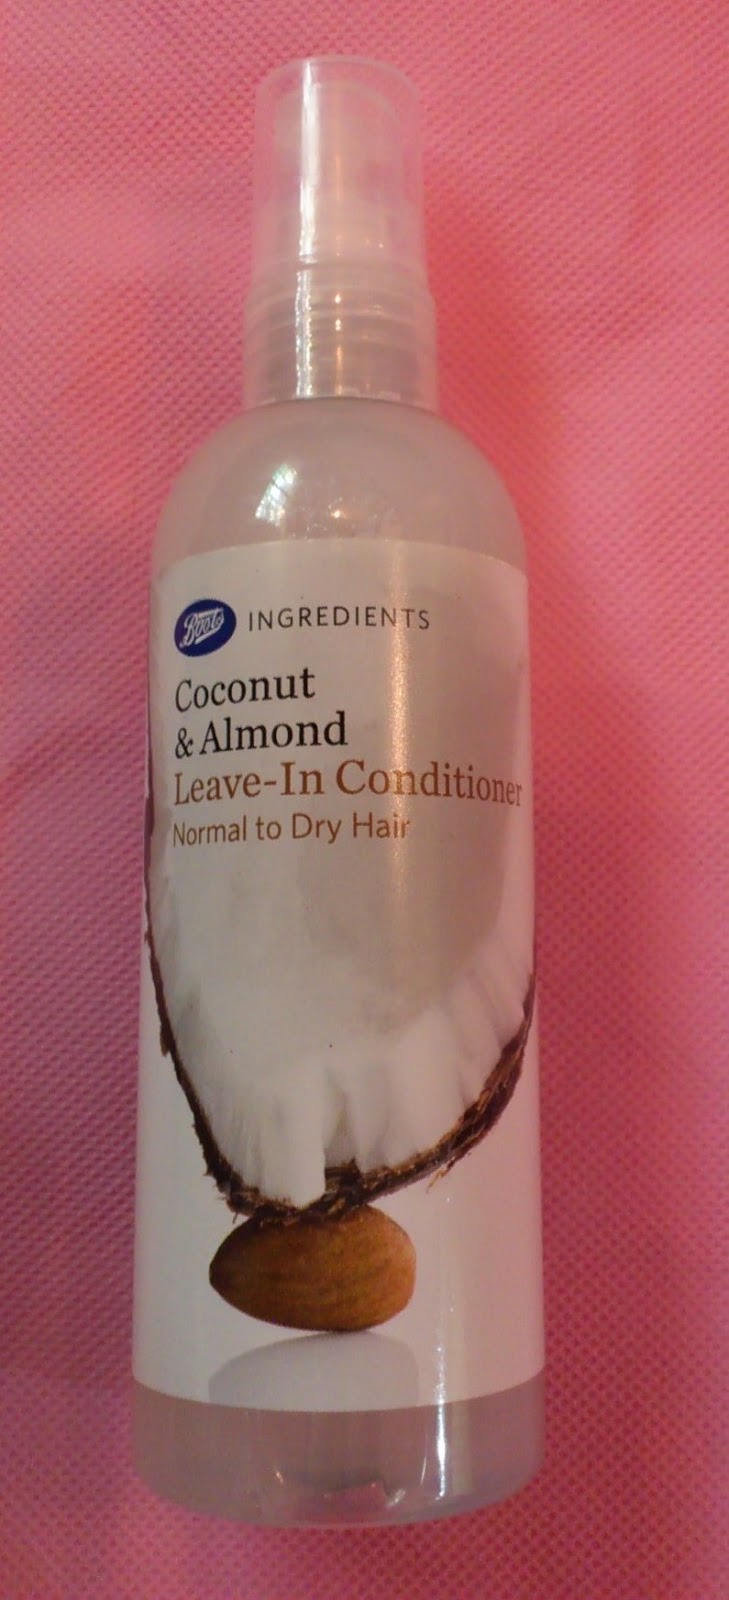 Boots INGREDIENTS
Coconut
& Almond
Leave-In Conditioner
Normal to Dry Hair